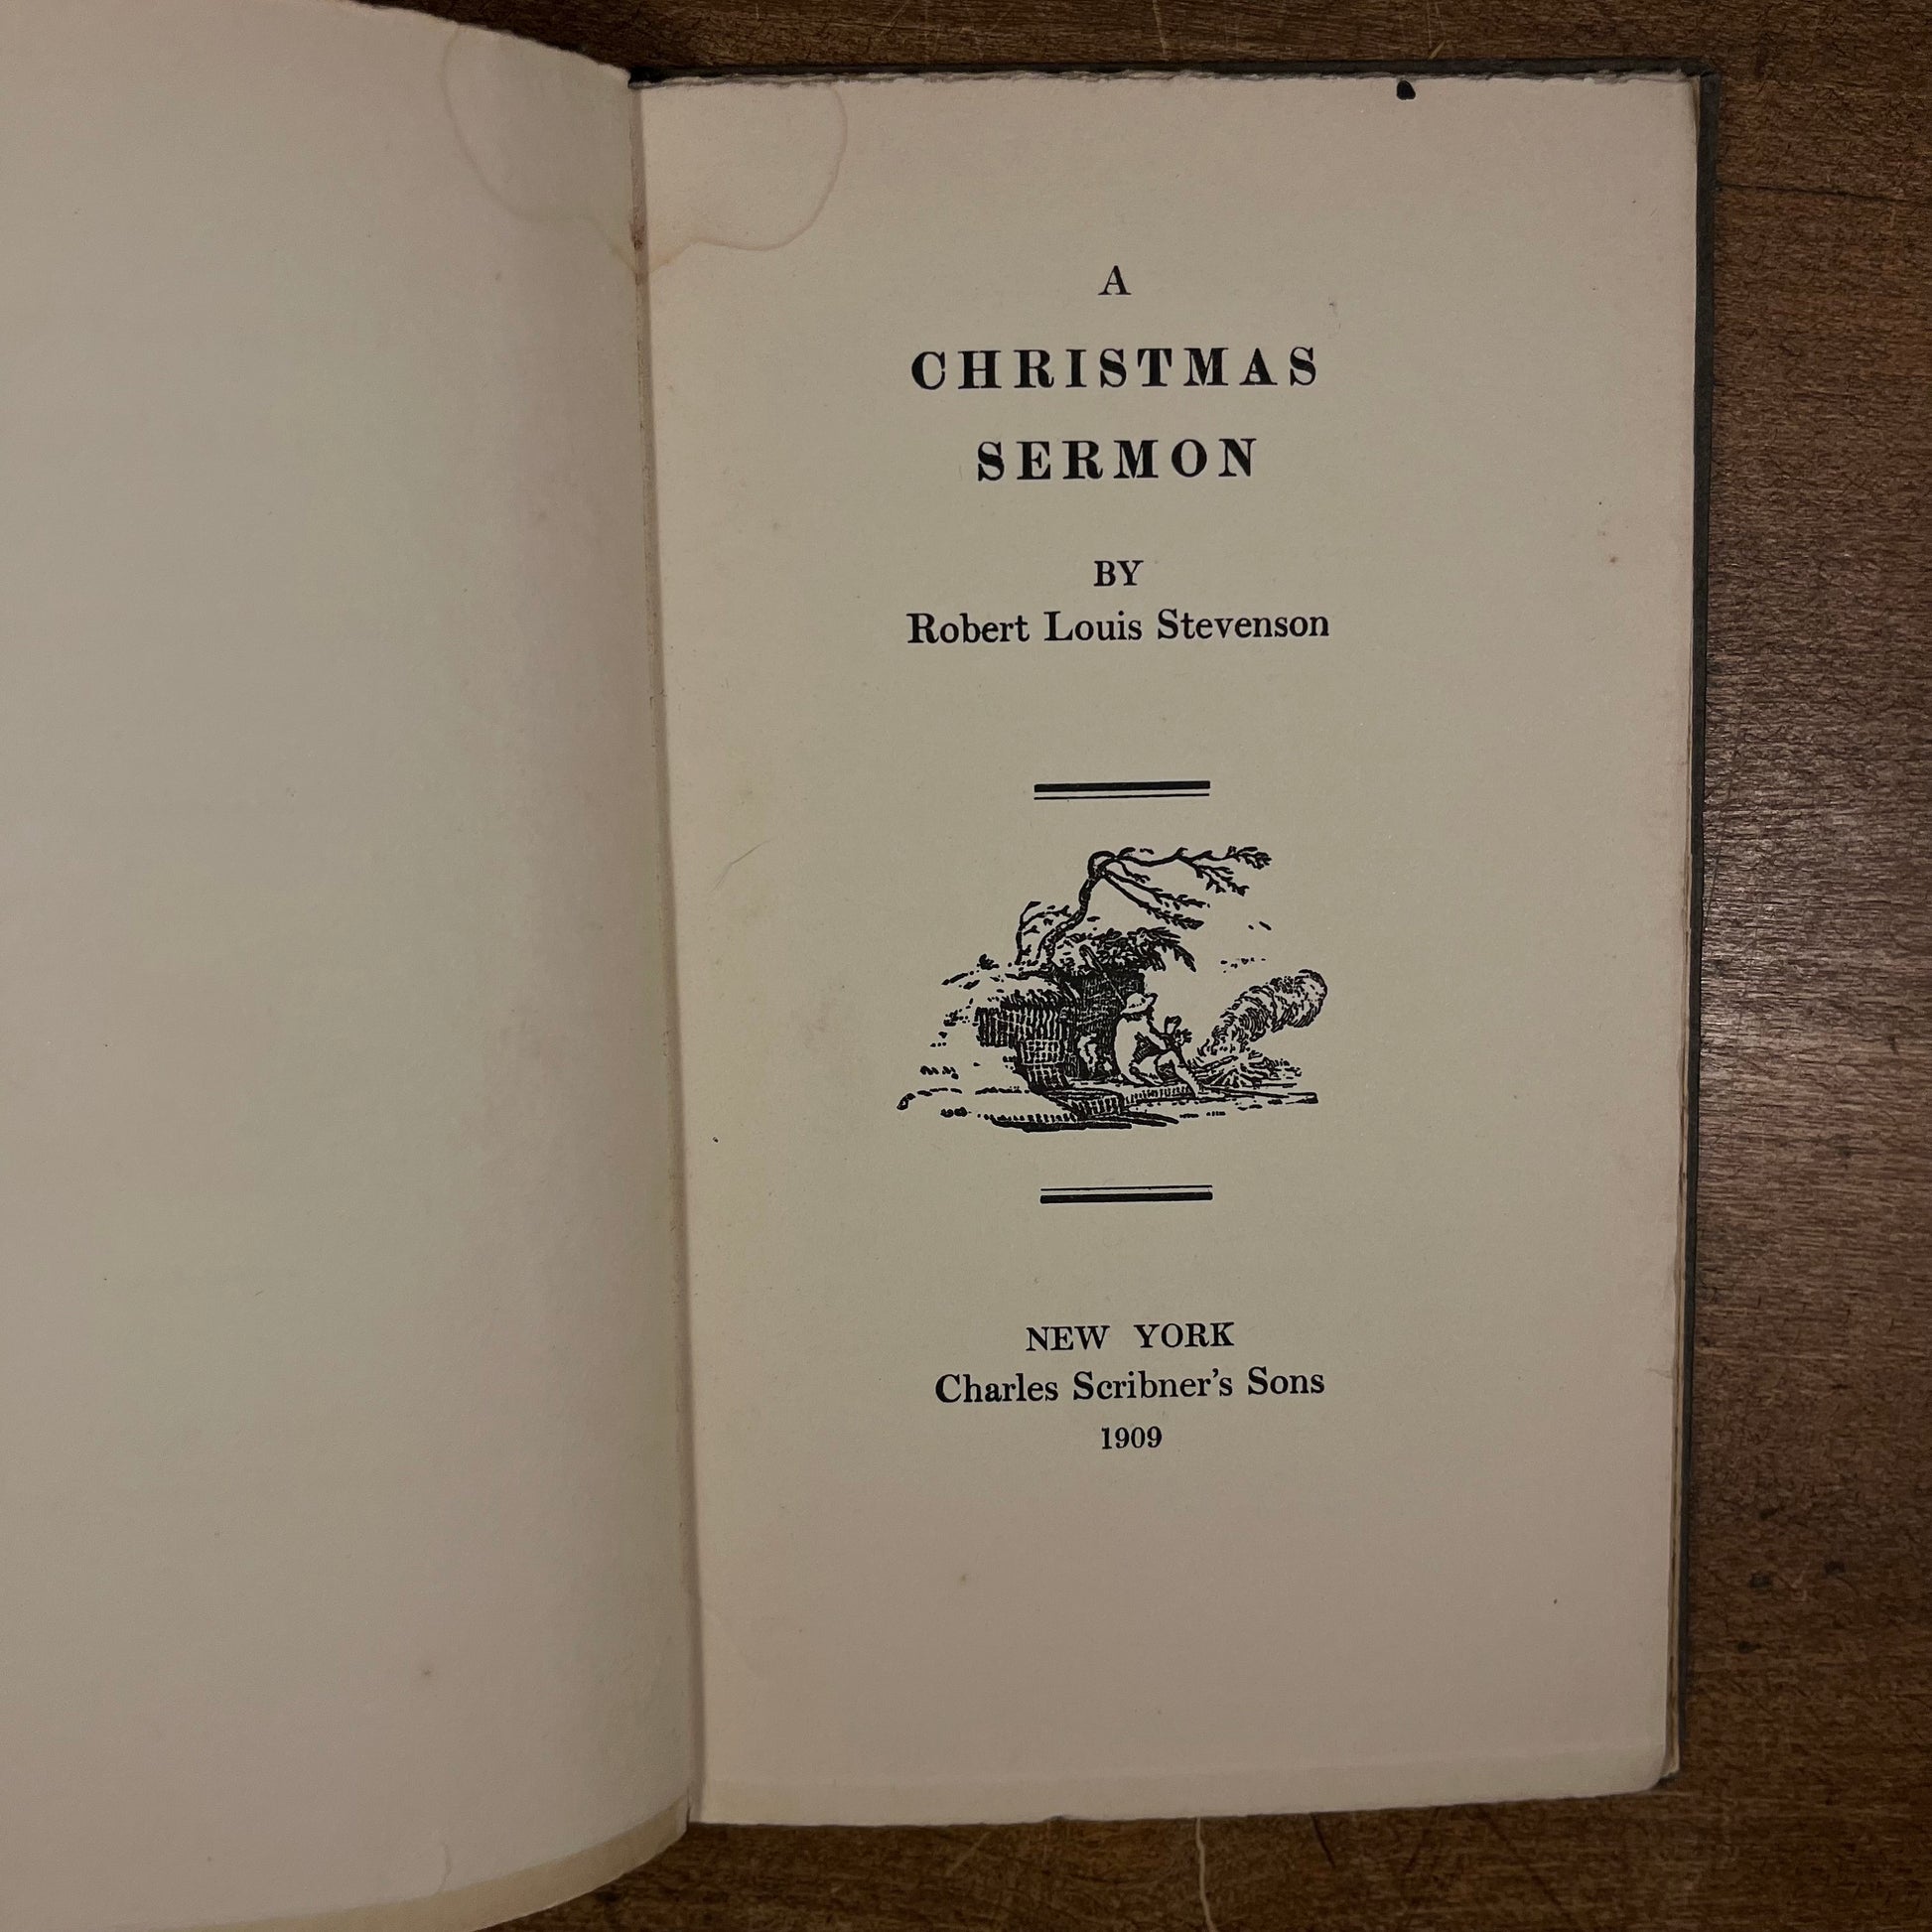 A
CHRISTMAS
SERMON
BY
Robert Louis Stevenson
NEW YORK
Charles Scribner's Sons
1909